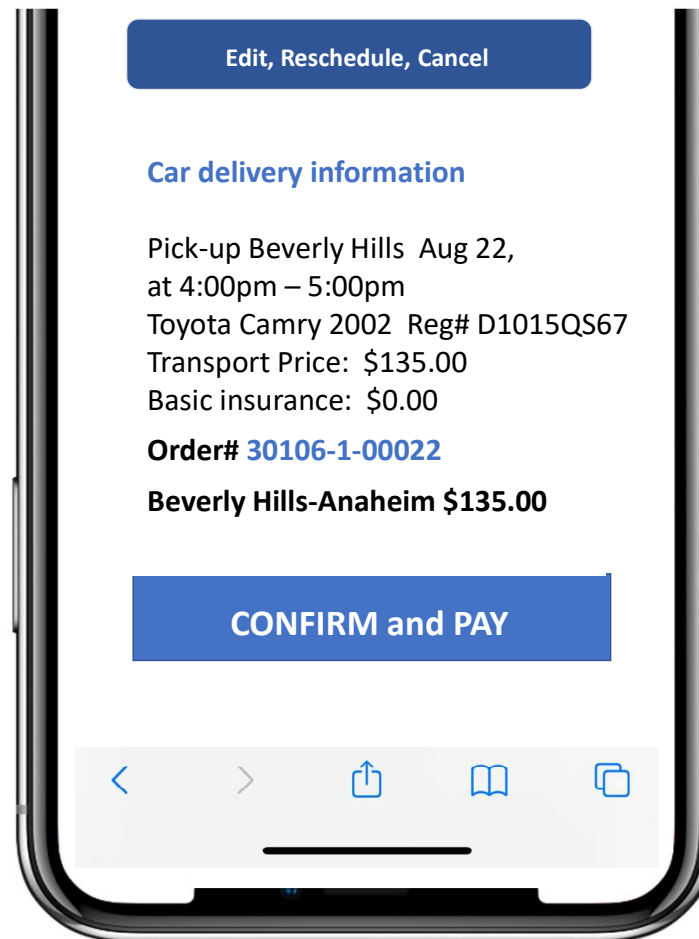 Edit, Reschedule, Cancel
Car delivery information
Pick-up Beverly Hills  Aug 22,
at 4:00pm – 5:00pm
Toyota Camry 2002  Reg# D1015QS67
Transport Price:  $135.00
Basic insurance:  $0.00
Order# 30106-1-00022
Beverly Hills-Anaheim $135.00
CONFIRM and PAY